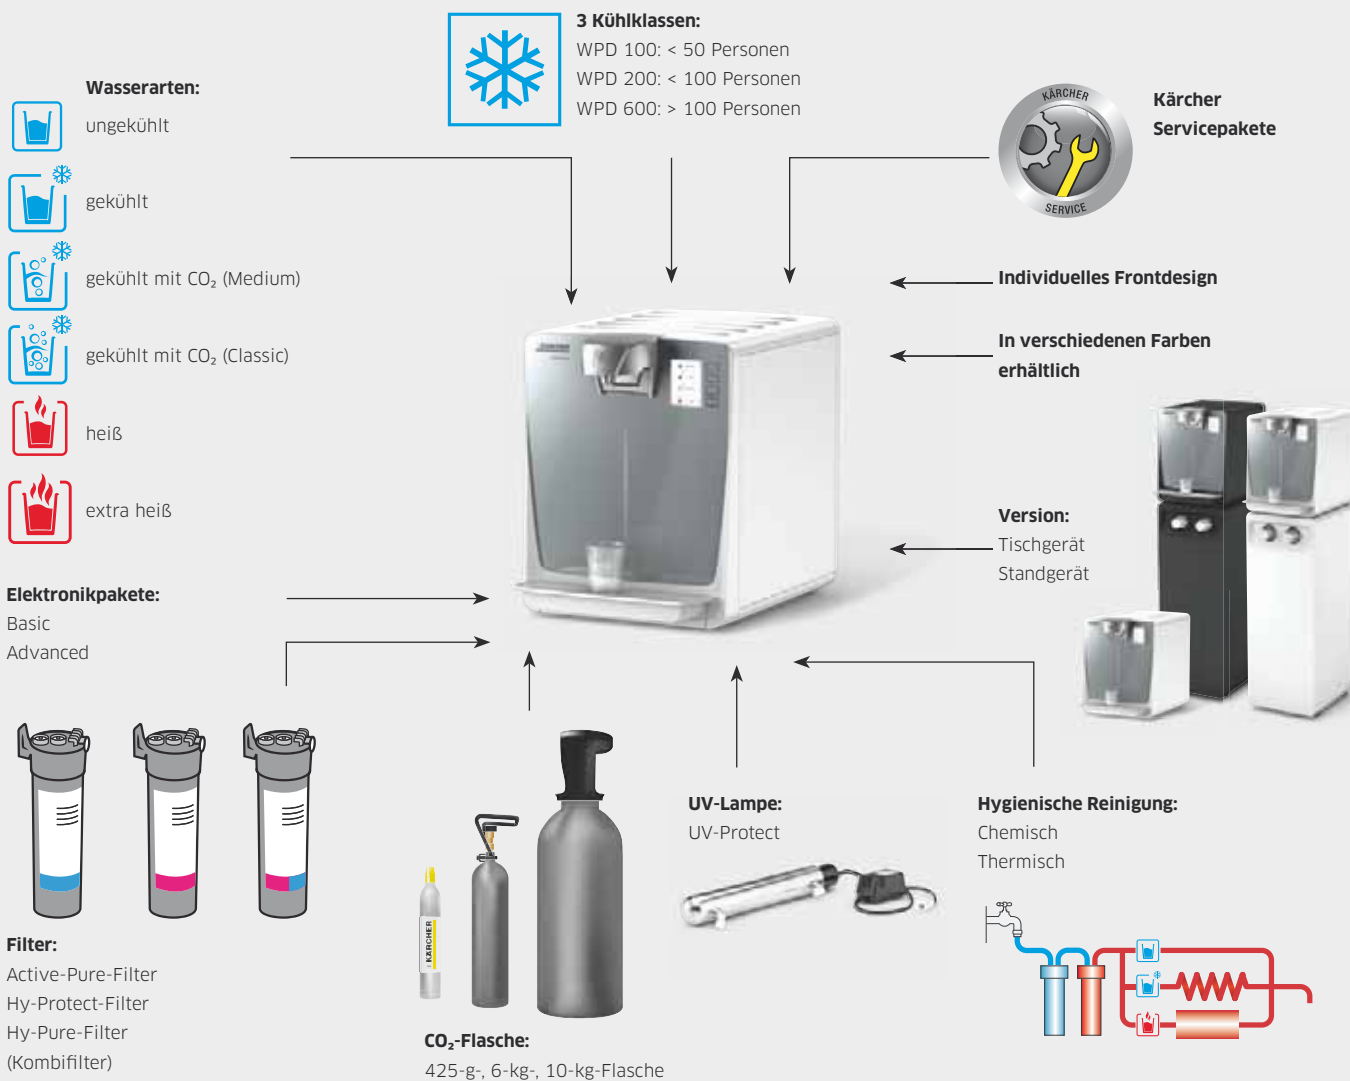 3 Kühlklassen:
WPD 100: < 50 Personen
WPD 200: < 100 Personen
WPD 600: > 100 Personen
Wasserarten:
ungekühlt
gekühlt
gekühlt mit CO₂ (Medium)
gekühlt mit CO₂ (Classic)
heiß
extra heiß
KÄRCHER
SERVICE
Kärcher
Servicepakete
Individuelles Frontdesign
In verschiedenen Farben
erhältlich
Version:
Tischgerät
Standgerät
Elektronikpakete:
Basic
Advanced
Filter:
Active-Pure-Filter
Hy-Protect-Filter
Hy-Pure-Filter
(Kombifilter)
KÄRCHER
CO₂-Flasche:
425-g-, 6-kg-, 10-kg-Flasche
UV-Lampe:
UV-Protect
Hygienische Reinigung:
Chemisch
Thermisch